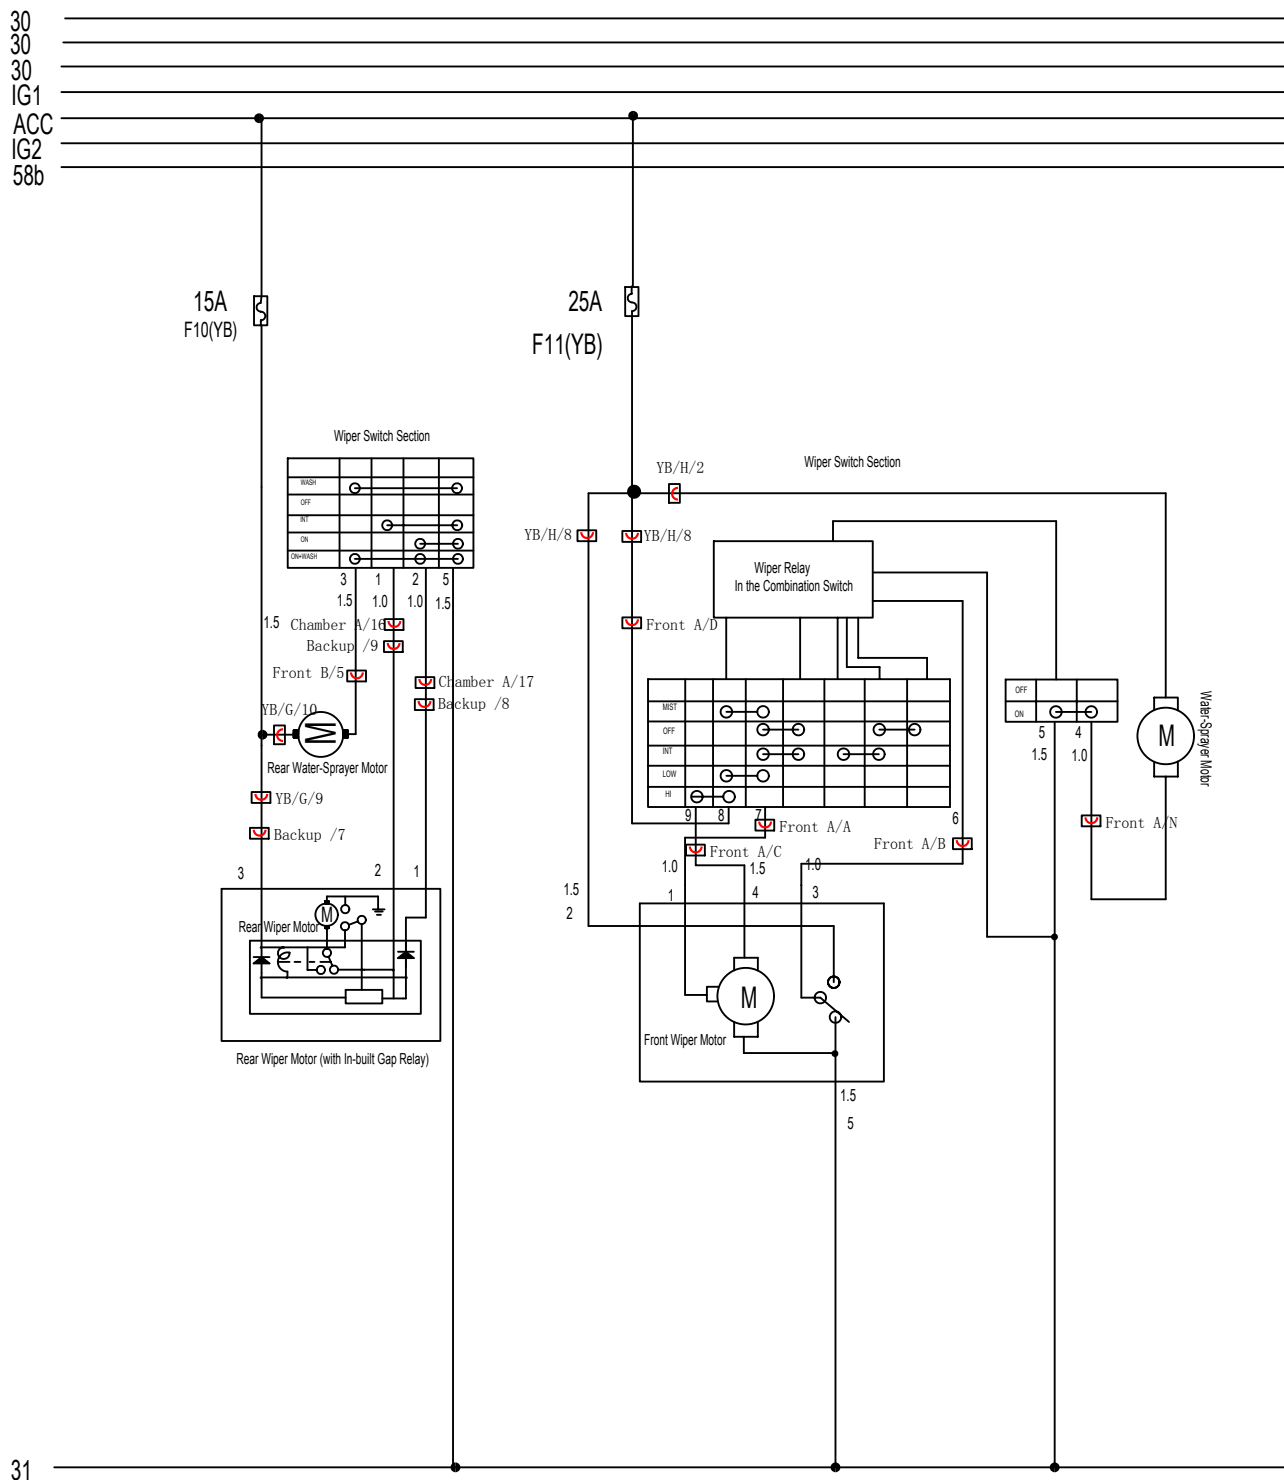 30
30
30
IG1
ACC
IG2
58b
15A
F10(YB)
25A
F11(YB)
Wiper Switch Section
WASH
OFF
INT
ON
ON+WASH
3 1 2 5
1.5 1.0 1.0 1.5
1.5
Chamber A/16
Backup /9
Front B/5
Chamber A/17
Backup /8
YB/G/10
M
Rear Water-Sprayer Motor
YB/G/9
Backup /7
3 2 1
M
Rear Wiper Motor
Rear Wiper Motor (with In-built Gap Relay)
YB/H/2
Wiper Switch Section
YB/H/8
YB/H/8
Wiper Relay
In the Combination Switch
Front A/D
MIST
OFF
INT
LOW
HI
9 8 7 6
Front A/A
Front A/C
Front A/B
1.0 1.5 1.0
1.5
2
1 4 3
M
Front Wiper Motor
1.5
5
OFF
ON
5 4
1.5 1.0
M
Water-Sprayer Motor
Front A/N
31